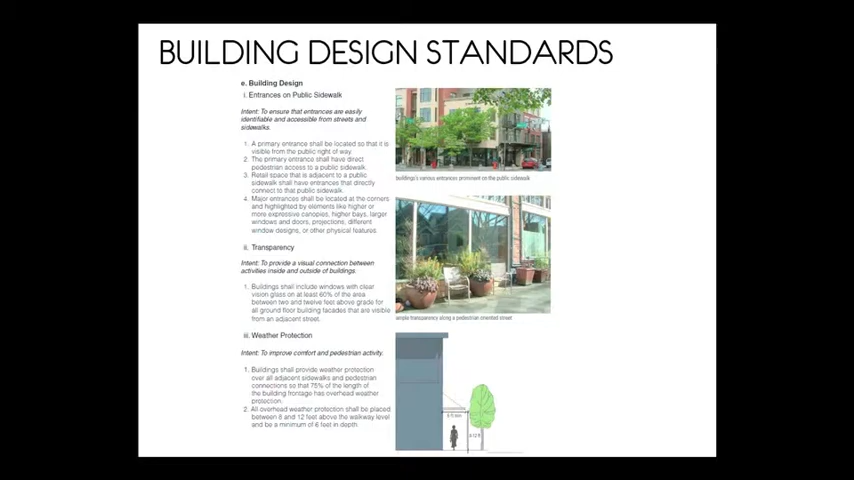 BUILDING DESIGN STANDARDS
e. Building Design
i. Entrances on Public Sidewalk
Intent: To ensure that entrances are easily
identifiable and accessible from streets and
sidewalks.
1. A primary entrance shall be located so that it is
visible from the public right of way.
2. The primary entrance shall have direct
pedestrian access to a public sidewalk.
3. Retail space that is adjacent to a public
sidewalk shall have entrances that directly
connect to that public sidewalk.
4. Major entrances shall be located at the corners
and highlighted by elements like higher or
more expressive canopies, higher bays, larger
windows and doors, projections, different
window designs, or other physical features.
buildings's various entrances prominent on the public sidewalk
ii. Transparency
Intent: To provide a visual connection between
activities inside and outside of buildings.
1. Buildings shall include windows with clear
vision glass on at least 60% of the area
between two and twelve feet above grade for
all ground floor building facades that are visible
from an adjacent street.
ample transparency along a pedestrian oriented street
iii. Weather Protection
Intent: To improve comfort and pedestrian activity.
1. Buildings shall provide weather protection
over all adjacent sidewalks and pedestrian
connections so that 75% of the length of
the building frontage has overhead weather
protection.
2. All overhead weather protection shall be placed
between 8 and 12 feet above the walkway level
and be a minimum of 6 feet in depth.
6 ft min
8-12 ft